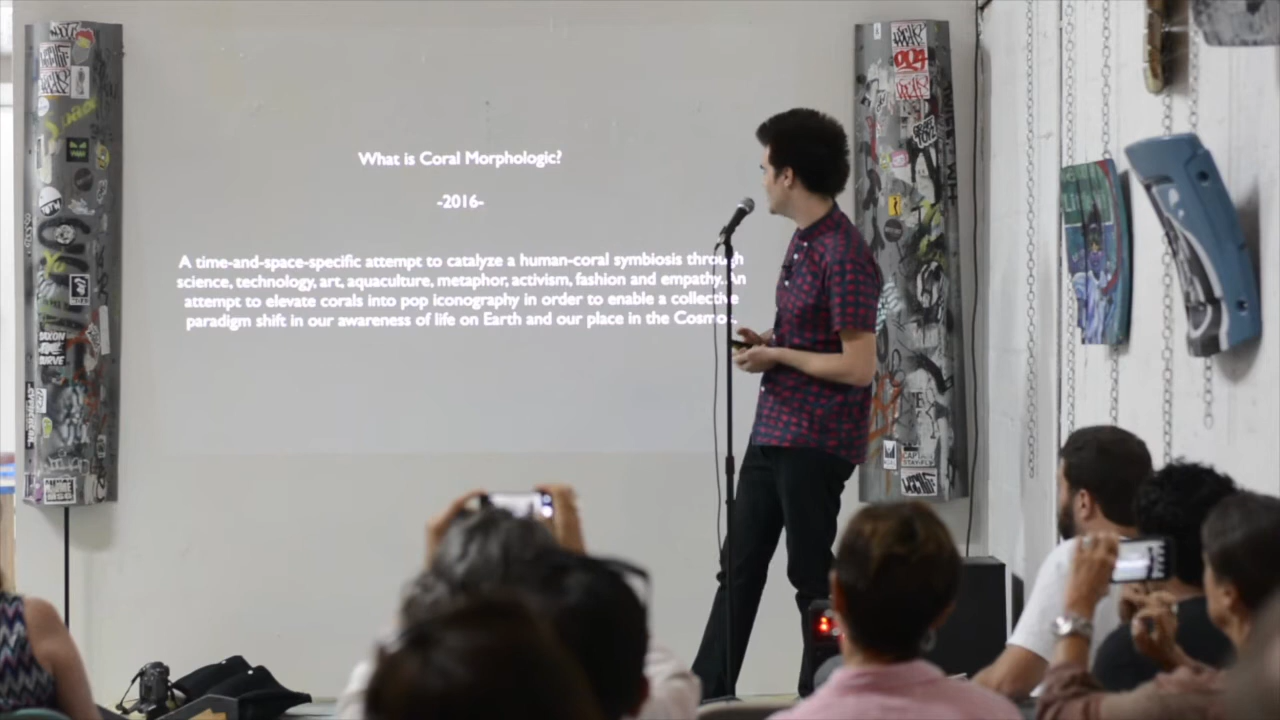 What is Coral Morphologic?
-2016-
A time-and-space-specific attempt to catalyze a human-coral symbiosis through
science, technology, art, aquaculture, metaphor, activism, fashion and empathy. An
attempt to elevate corals into pop iconography in order to enable a collective
paradigm shift in our awareness of life on Earth and our place in the Cosmos.